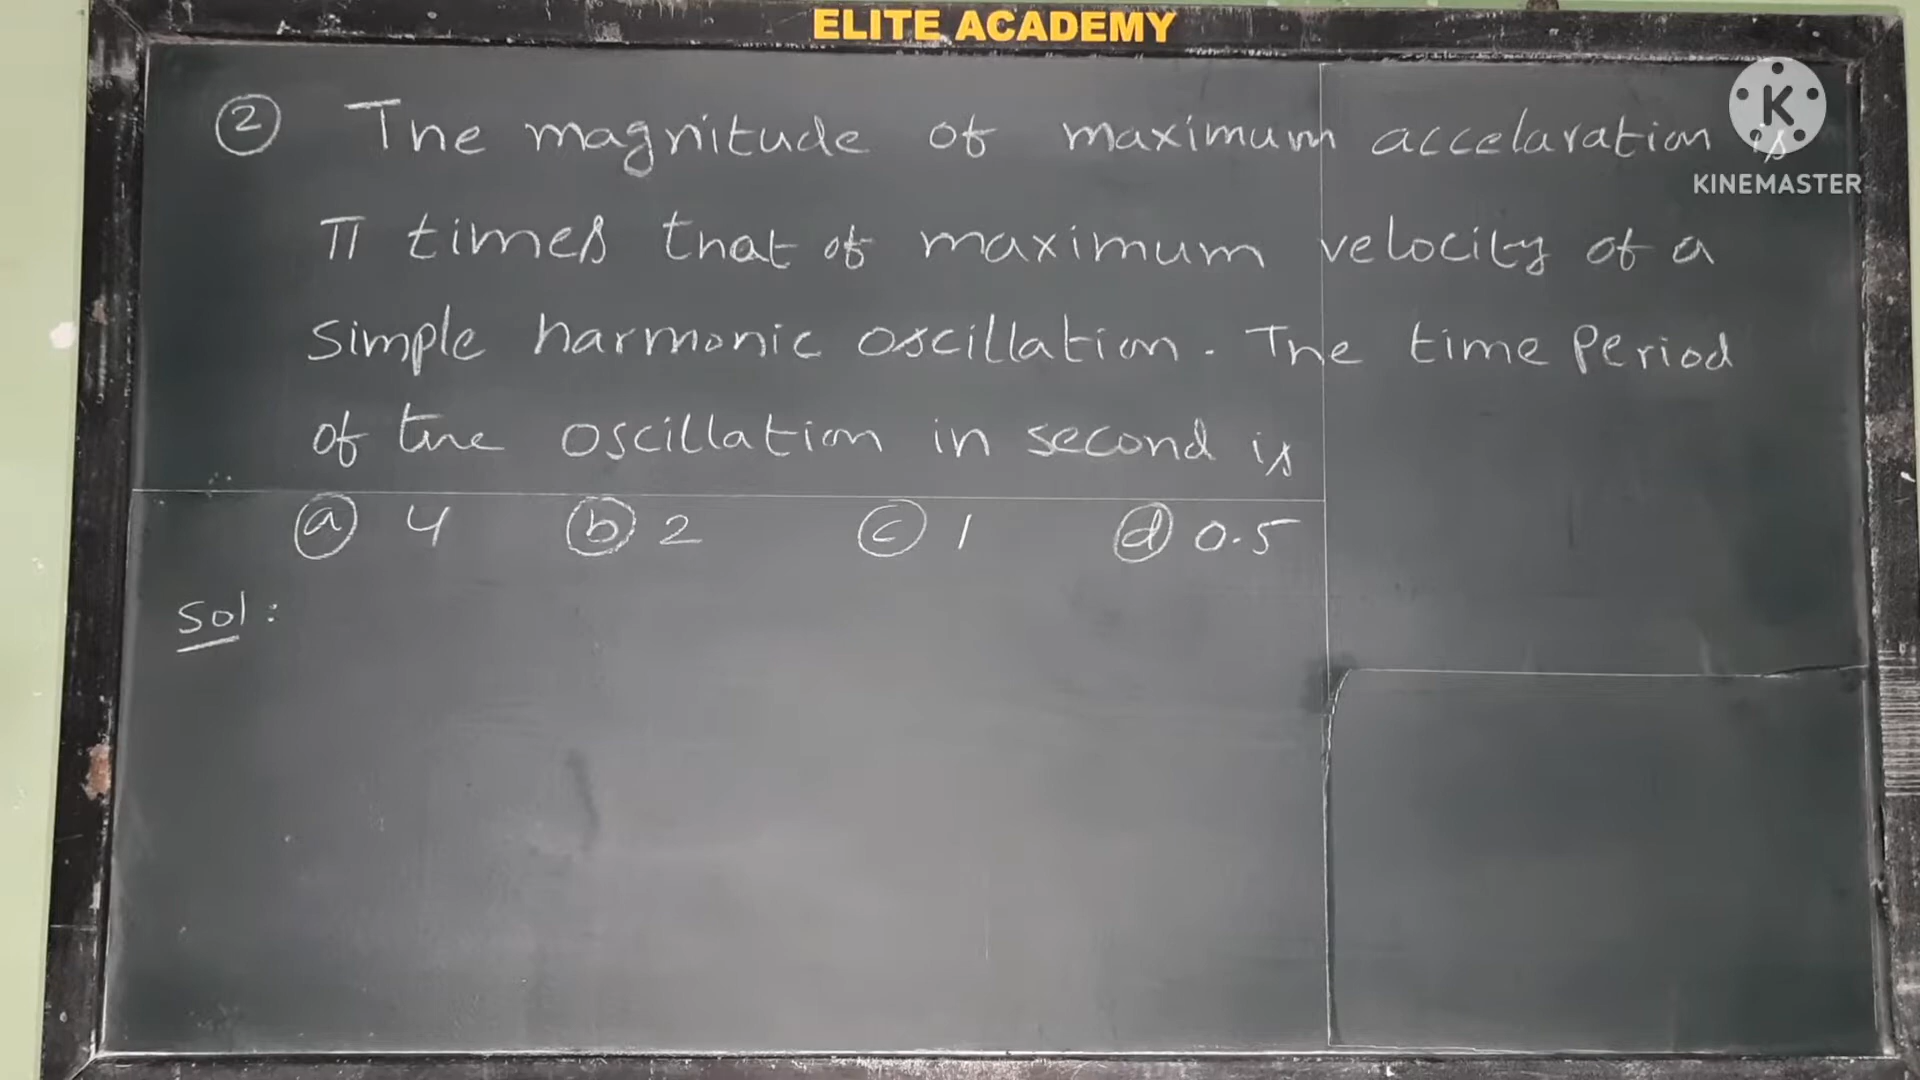 ELITE ACADEMY
② The magnitude of maximum accelaration is
KINEMASTER
π times that of maximum velocity of a
simple harmonic oscillation. The time period
of the oscillation in second is
ⓐ 4 ⓑ 2 ⓒ 1 ⓓ 0.5
Sol: